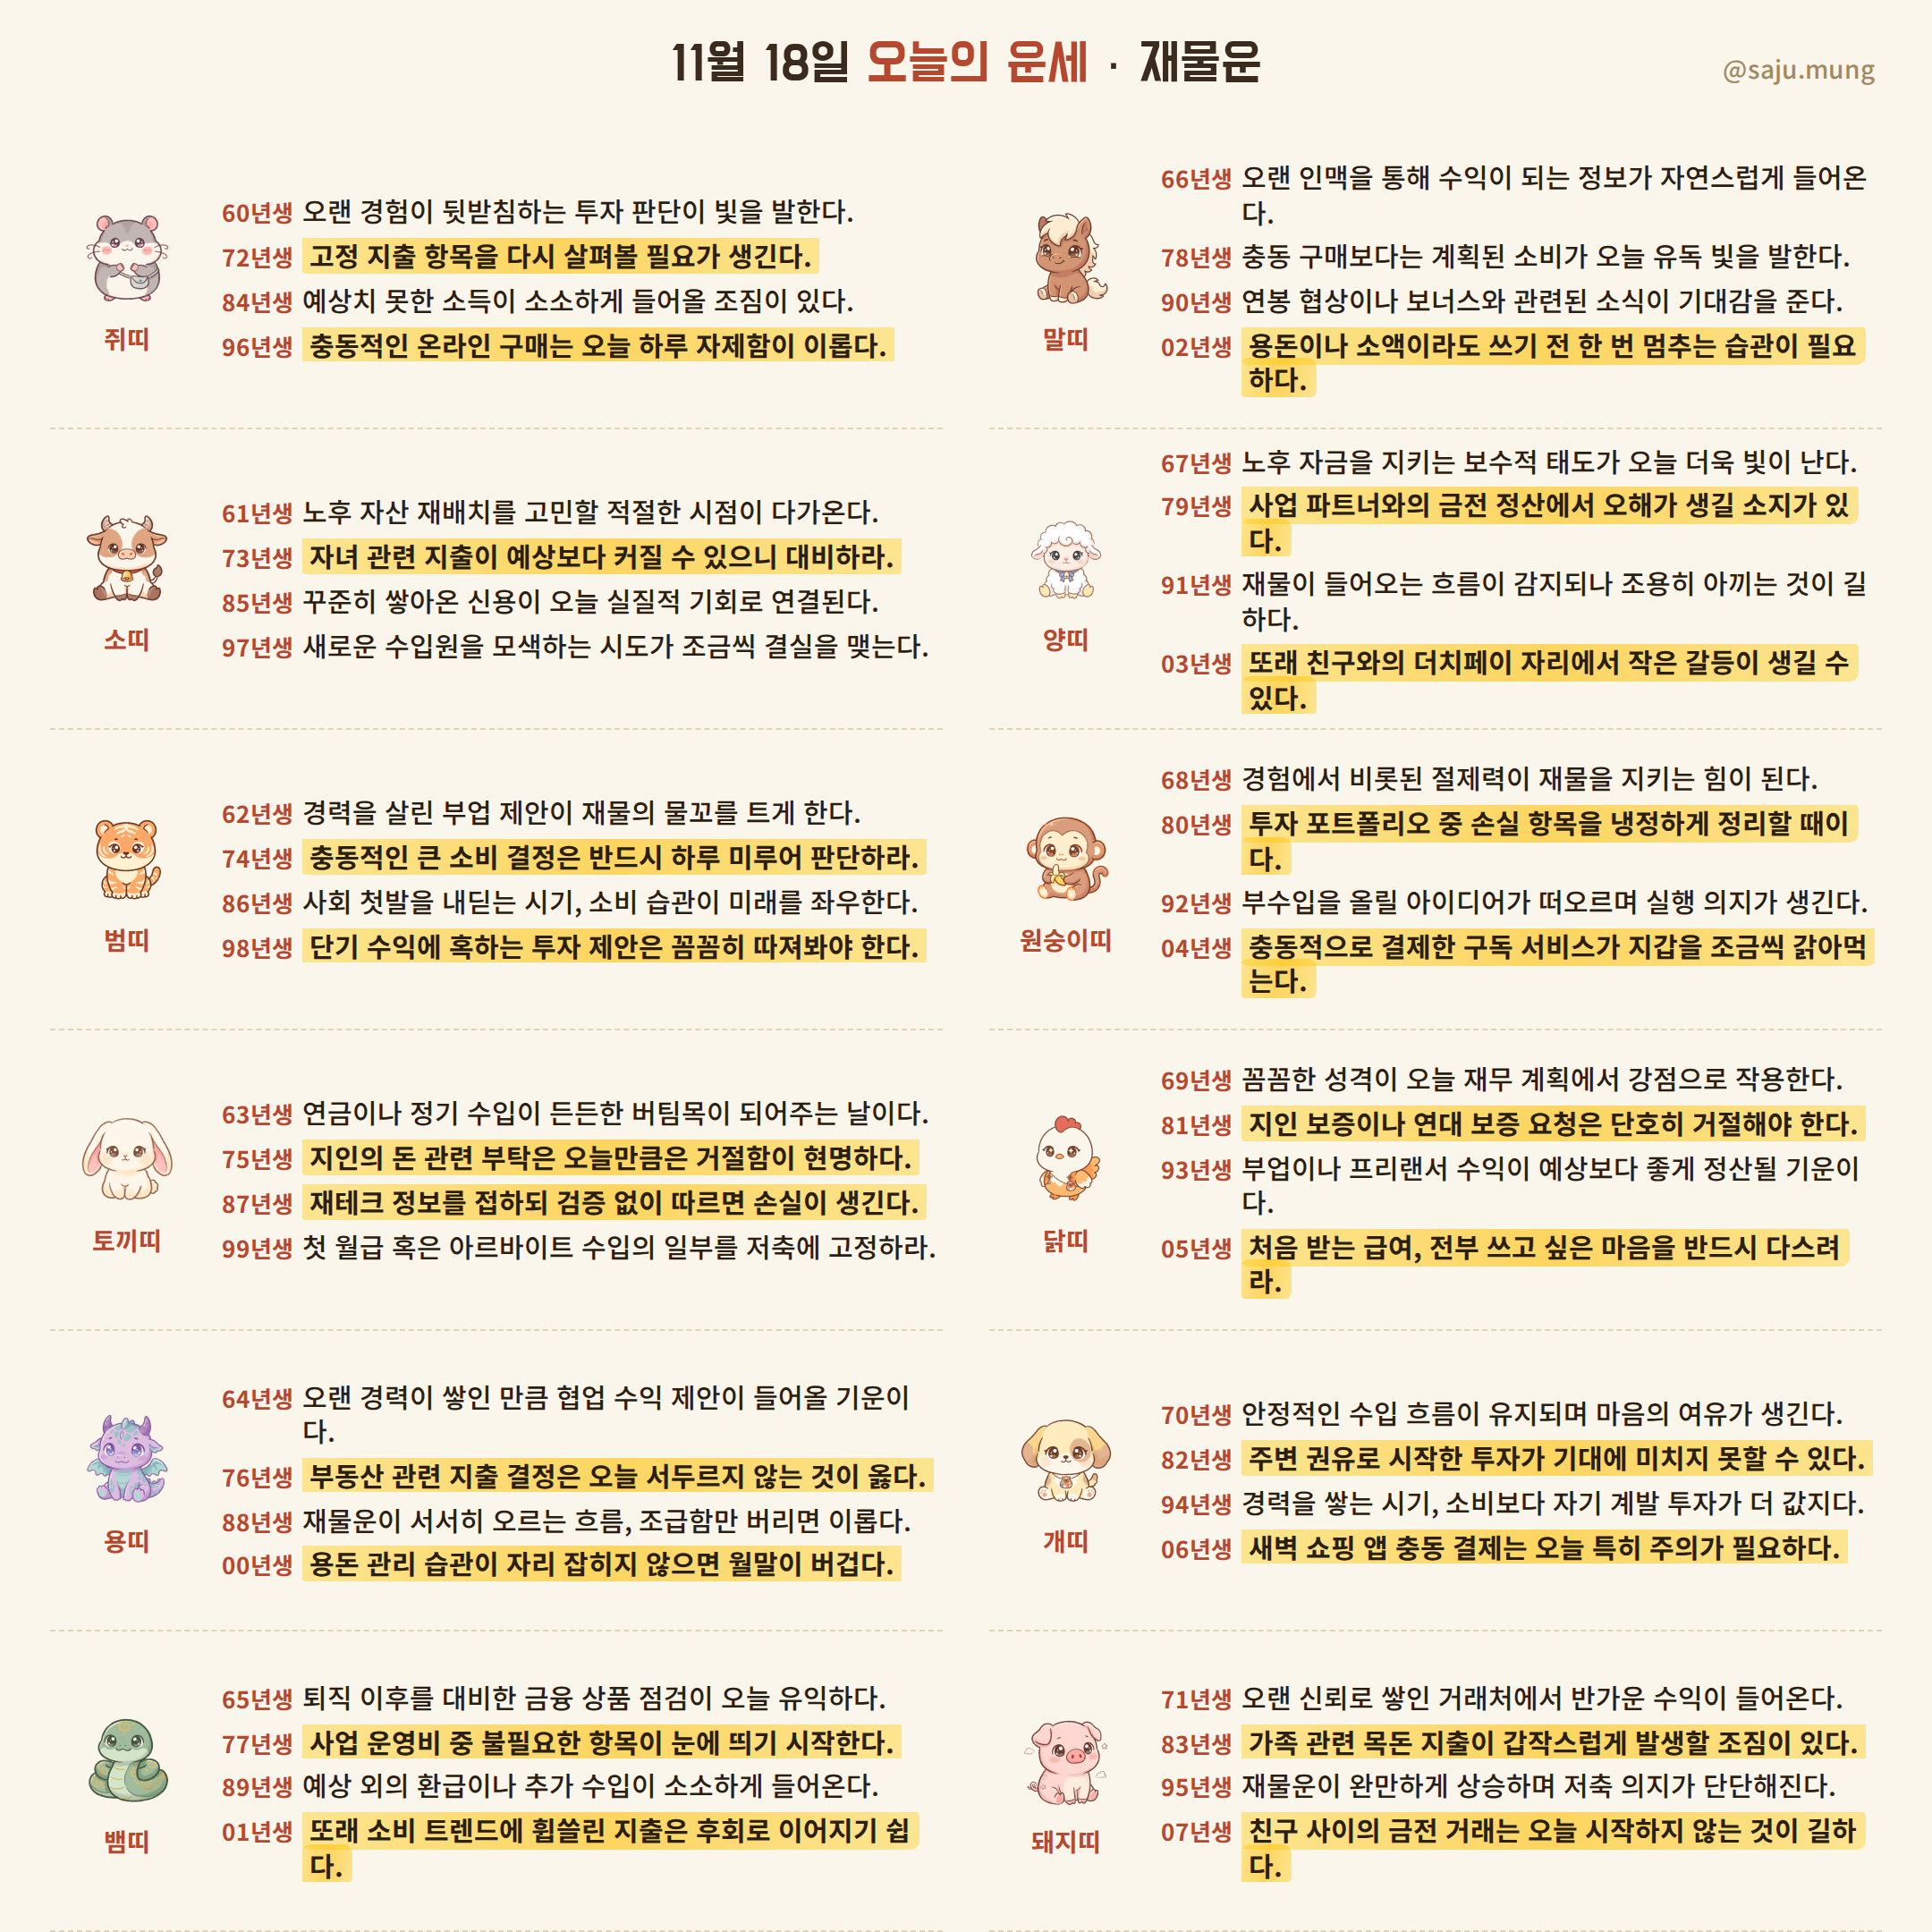 11월 18일 오늘의 운세 · 재물운
@saju.mung
쥐띠
60년생 오랜 경험이 뒷받침하는 투자 판단이 빛을 발한다.
72년생 고정 지출 항목을 다시 살펴볼 필요가 생긴다.
84년생 예상치 못한 소득이 소소하게 들어올 조짐이 있다.
96년생 충동적인 온라인 구매는 오늘 하루 자제함이 이롭다.
소띠
61년생 노후 자산 재배치를 고민할 적절한 시점이 다가온다.
73년생 자녀 관련 지출이 예상보다 커질 수 있으니 대비하라.
85년생 꾸준히 쌓아온 신용이 오늘 실질적 기회로 연결된다.
97년생 새로운 수입원을 모색하는 시도가 조금씩 결실을 맺는다.
범띠
62년생 경력을 살린 부업 제안이 재물의 물꼬를 트게 한다.
74년생 충동적인 큰 소비 결정은 반드시 하루 미루어 판단하라.
86년생 사회 첫발을 내딛는 시기, 소비 습관이 미래를 좌우한다.
98년생 단기 수익에 혹하는 투자 제안은 꼼꼼히 따져봐야 한다.
토끼띠
63년생 연금이나 정기 수입이 든든한 버팀목이 되어주는 날이다.
75년생 지인의 돈 관련 부탁은 오늘만큼은 거절함이 현명하다.
87년생 재테크 정보를 접하되 검증 없이 따르면 손실이 생긴다.
99년생 첫 월급 혹은 아르바이트 수입의 일부를 저축에 고정하라.
용띠
64년생 오랜 경력이 쌓인 만큼 협업 수익 제안이 들어올 기운이
다.
76년생 부동산 관련 지출 결정은 오늘 서두르지 않는 것이 옳다.
88년생 재물운이 서서히 오르는 흐름, 조급함만 버리면 이롭다.
00년생 용돈 관리 습관이 자리 잡히지 않으면 월말이 버겁다.
뱀띠
65년생 퇴직 이후를 대비한 금융 상품 점검이 오늘 유익하다.
77년생 사업 운영비 중 불필요한 항목이 눈에 띄기 시작한다.
89년생 예상 외의 환급이나 추가 수입이 소소하게 들어온다.
01년생 또래 소비 트렌드에 휩쓸린 지출은 후회로 이어지기 쉽
다.
말띠
66년생 오랜 인맥을 통해 수익이 되는 정보가 자연스럽게 들어온
다.
78년생 충동 구매보다는 계획된 소비가 오늘 유독 빛을 발한다.
90년생 연봉 협상이나 보너스와 관련된 소식이 기대감을 준다.
02년생 용돈이나 소액이라도 쓰기 전 한 번 멈추는 습관이 필요
하다.
양띠
67년생 노후 자금을 지키는 보수적 태도가 오늘 더욱 빛이 난다.
79년생 사업 파트너와의 금전 정산에서 오해가 생길 소지가 있
다.
91년생 재물이 들어오는 흐름이 감지되나 조용히 아끼는 것이 길
하다.
03년생 또래 친구와의 더치페이 자리에서 작은 갈등이 생길 수
있다.
원숭이띠
68년생 경험에서 비롯된 절제력이 재물을 지키는 힘이 된다.
80년생 투자 포트폴리오 중 손실 항목을 냉정하게 정리할 때이
다.
92년생 부수입을 올릴 아이디어가 떠오르며 실행 의지가 생긴다.
04년생 충동적으로 결제한 구독 서비스가 지갑을 조금씩 갉아먹
는다.
닭띠
69년생 꼼꼼한 성격이 오늘 재무 계획에서 강점으로 작용한다.
81년생 지인 보증이나 연대 보증 요청은 단호히 거절해야 한다.
93년생 부업이나 프리랜서 수익이 예상보다 좋게 정산될 기운이
다.
05년생 처음 받는 급여, 전부 쓰고 싶은 마음을 반드시 다스려
라.
개띠
70년생 안정적인 수입 흐름이 유지되며 마음의 여유가 생긴다.
82년생 주변 권유로 시작한 투자가 기대에 미치지 못할 수 있다.
94년생 경력을 쌓는 시기, 소비보다 자기 계발 투자가 더 값지다.
06년생 새벽 쇼핑 앱 충동 결제는 오늘 특히 주의가 필요하다.
돼지띠
71년생 오랜 신뢰로 쌓인 거래처에서 반가운 수익이 들어온다.
83년생 가족 관련 목돈 지출이 갑작스럽게 발생할 조짐이 있다.
95년생 재물운이 완만하게 상승하며 저축 의지가 단단해진다.
07년생 친구 사이의 금전 거래는 오늘 시작하지 않는 것이 길하
다.